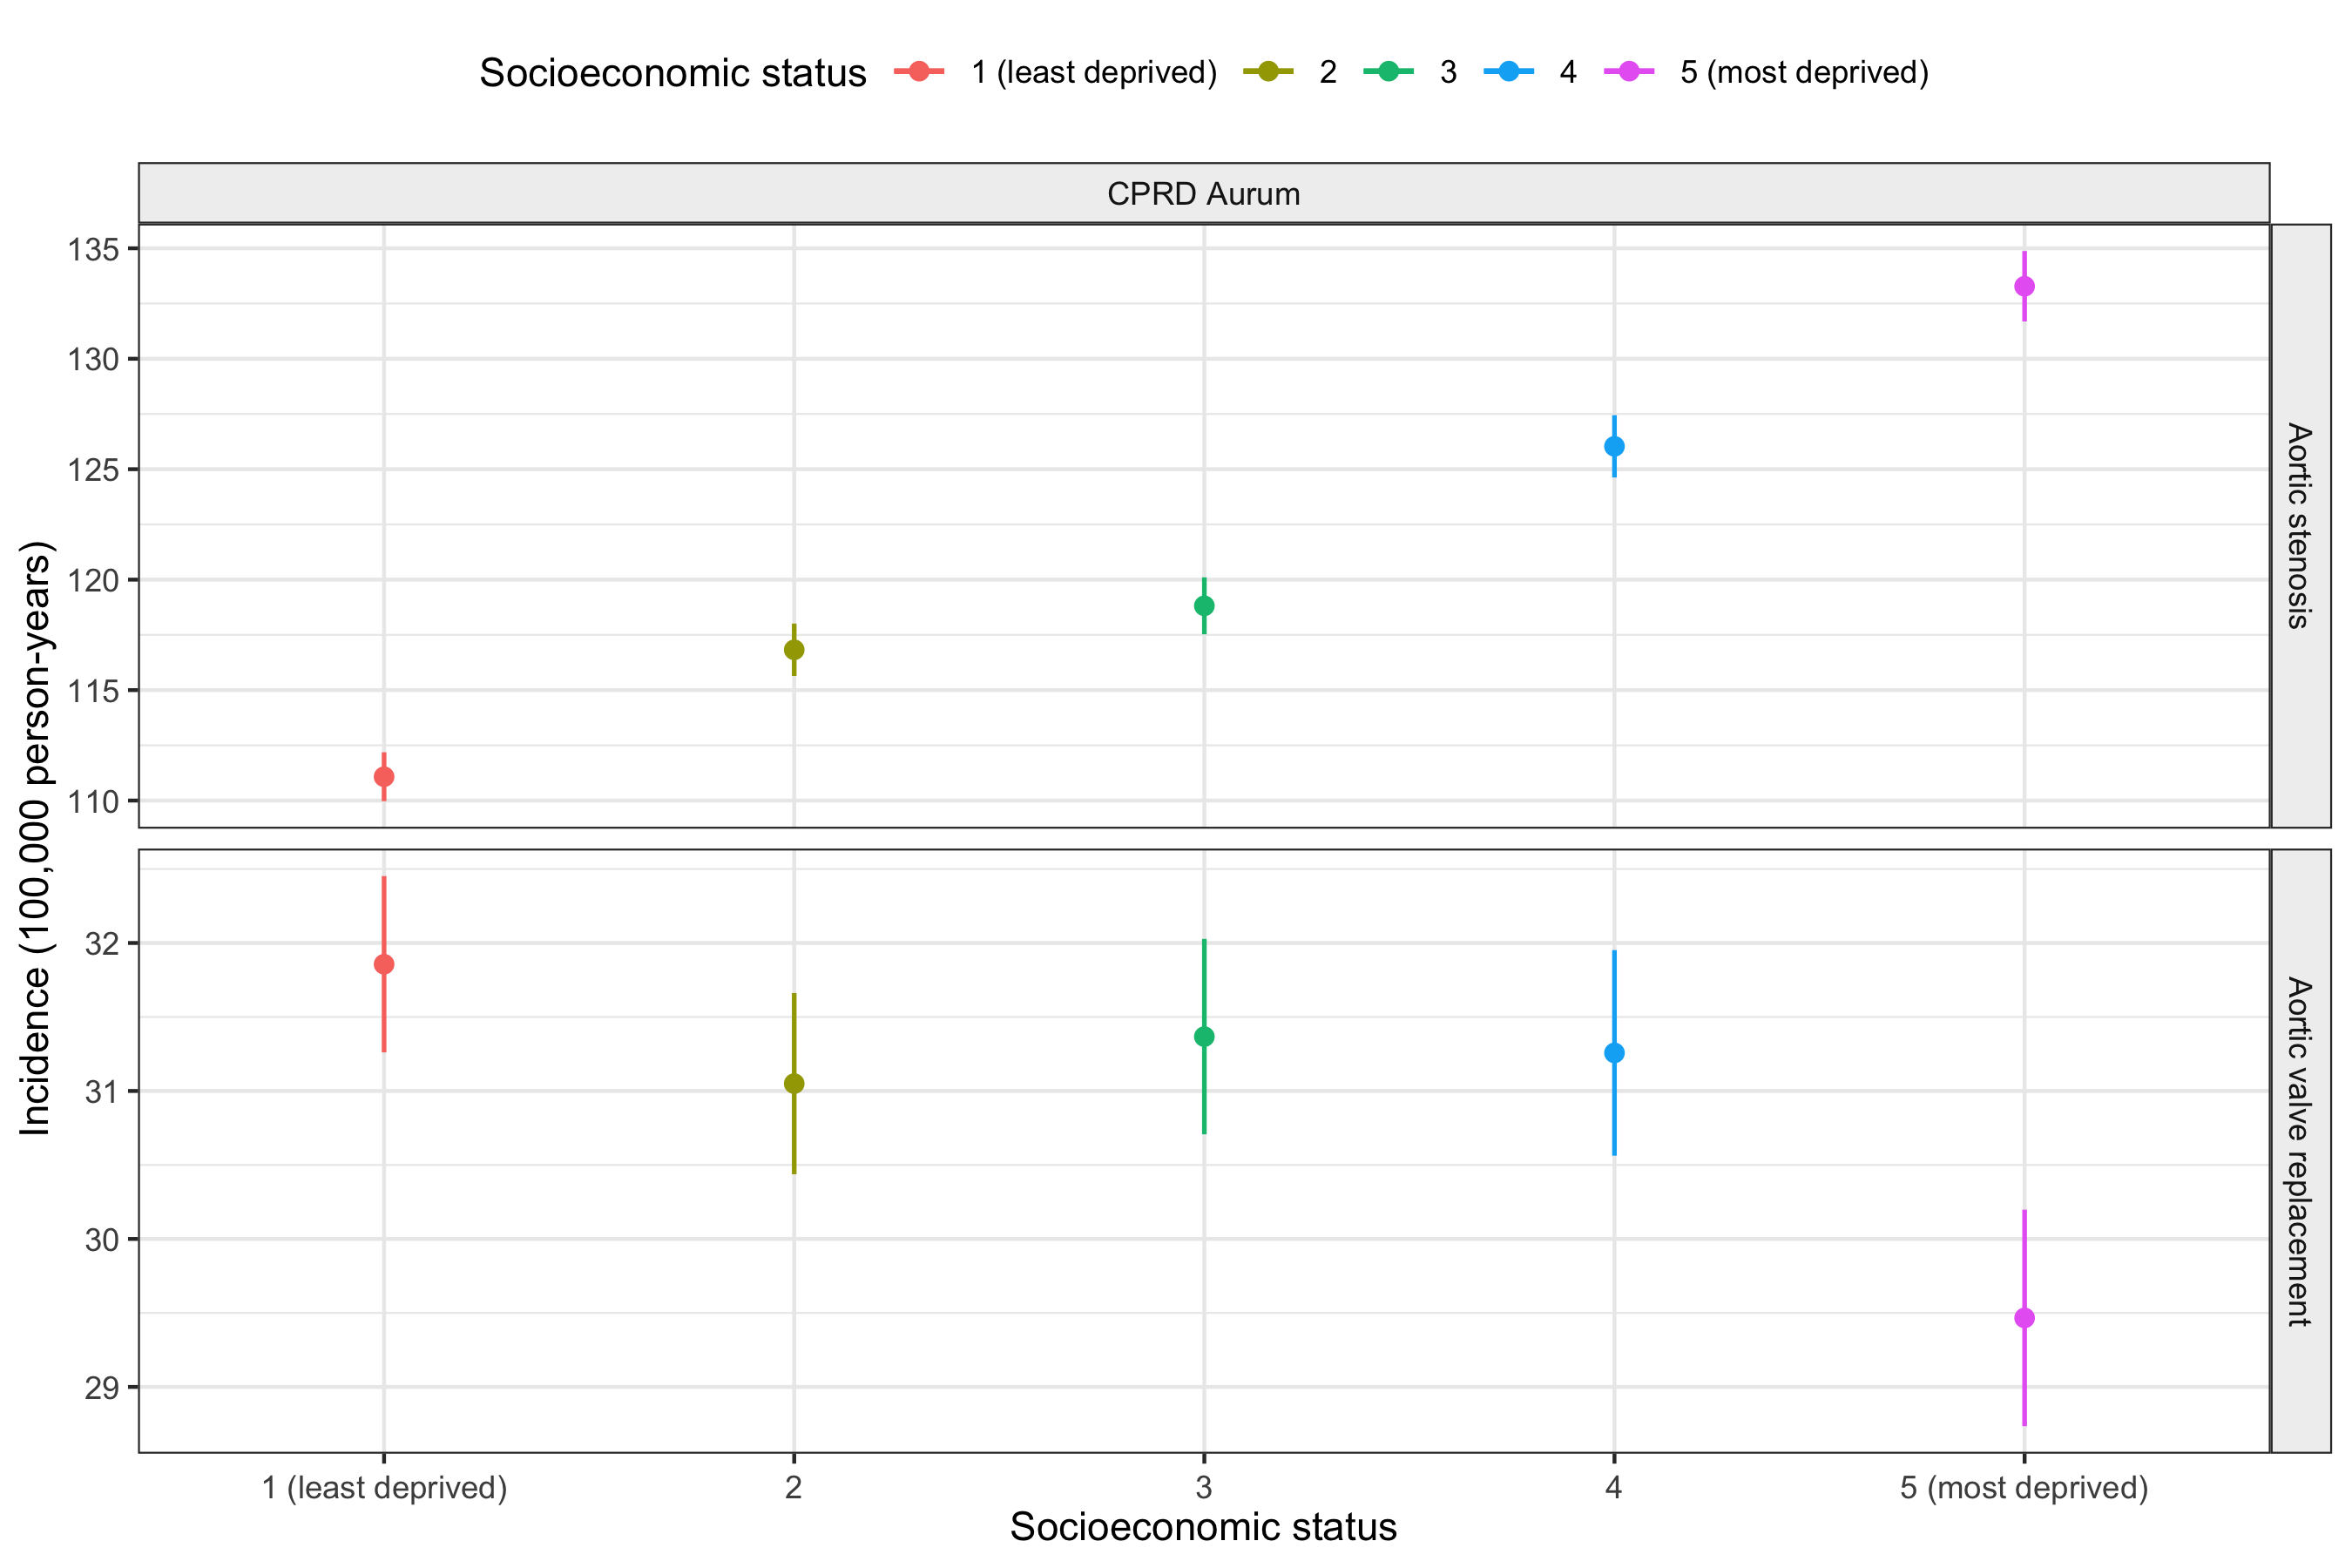 Socioeconomic status 1 (least deprived) 2 3 4 5 (most deprived)
CPRD Aurum
Incidence (100,000 person-years)
135
130
125
120
115
110
Aortic stenosis
32
31
30
29
Aortic valve replacement
1 (least deprived) 2 3 4 5 (most deprived)
Socioeconomic status